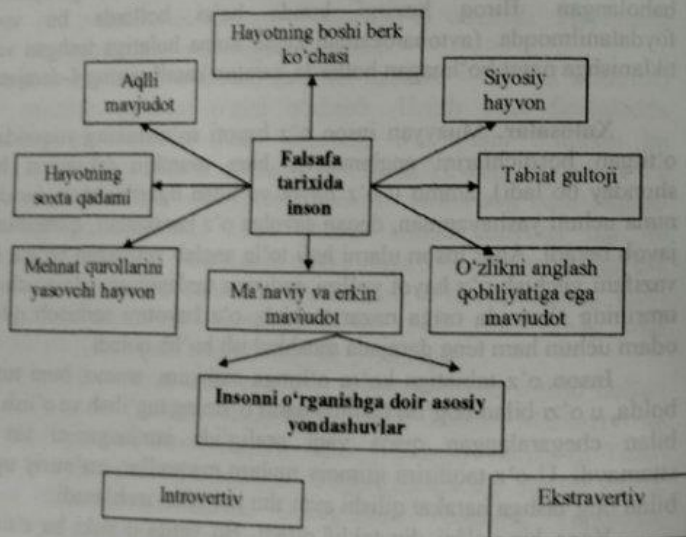 Hayotning boshi berk
ko‘chasi
Aqlli
mavjudot
Siyosiy
hayvon
Falsafa
tarixida
inson
Hayotning
soxta qadami
Tabiat gultoji
Mehnat qurollarini
yasovchi hayvon
Ma’naviy va erkin
mavjudot
O‘zlikni anglash
qobiliyatiga ega
mavjudot
Insonni o‘rganishga doir asosiy
yondashuvlar
Introvertiv
Ekstravertiv